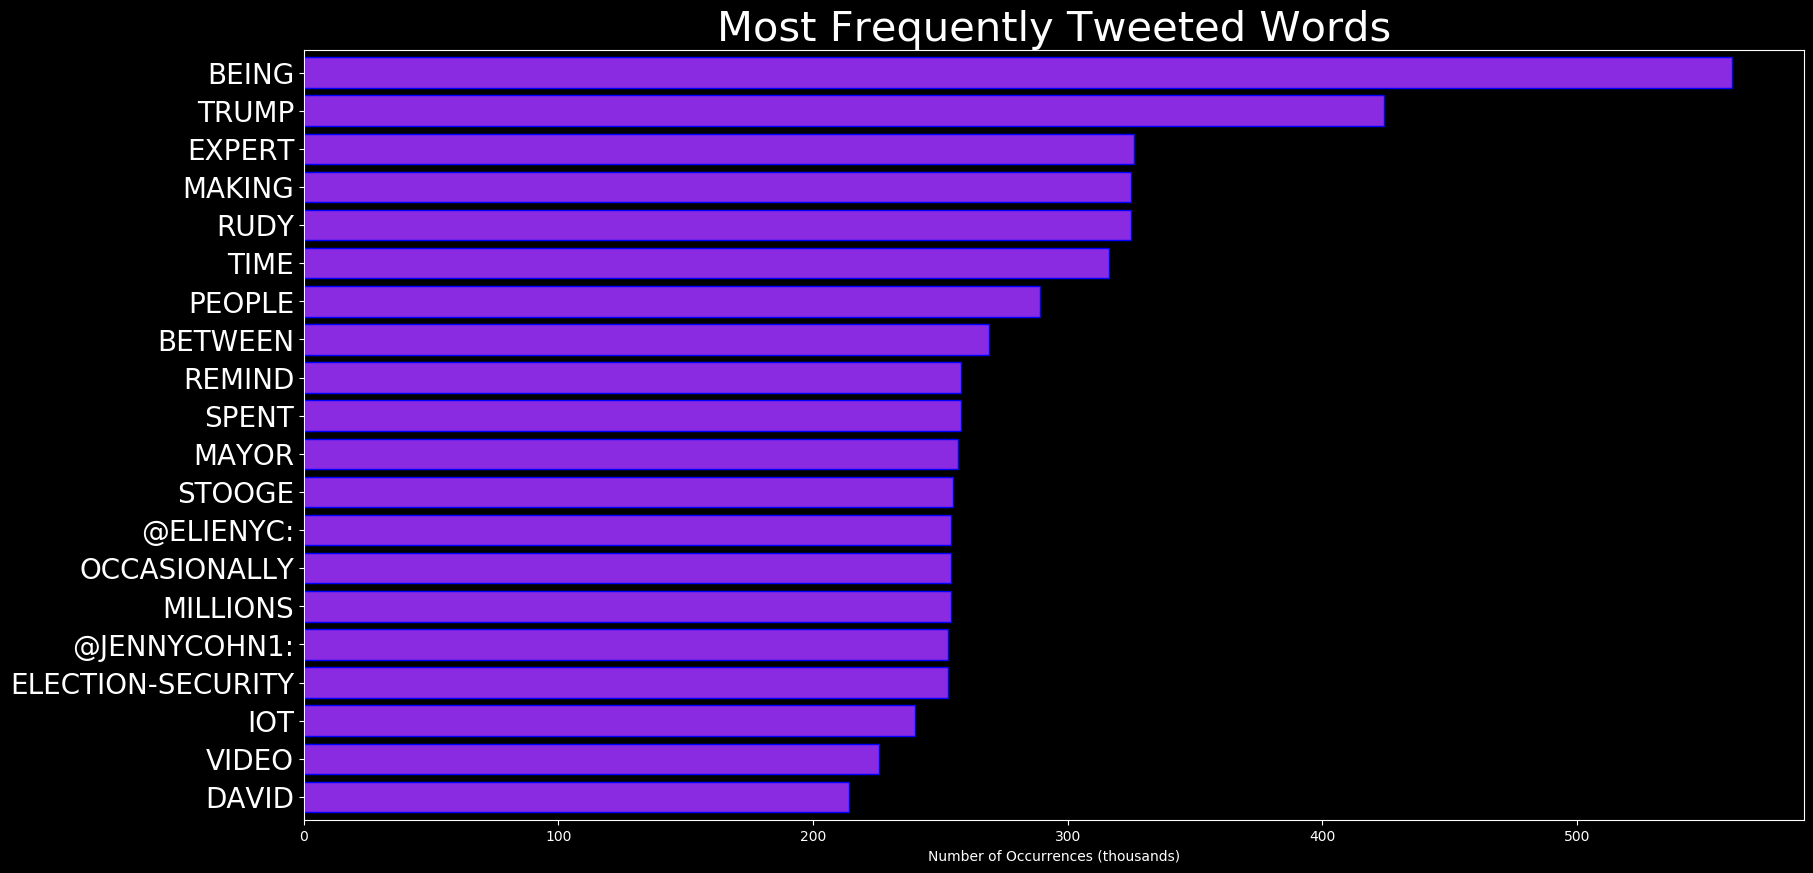 Most Frequently Tweeted Words
BEING
TRUMP
EXPERT
MAKING
RUDY
TIME
PEOPLE
BETWEEN
REMIND
SPENT
MAYOR
STOOGE
@ELIENYC:
OCCASIONALLY
MILLIONS
@JENNYCOHN1:
ELECTION-SECURITY
IOT
VIDEO
DAVID
0 100 200 300 400 500
Number of Occurrences (thousands)